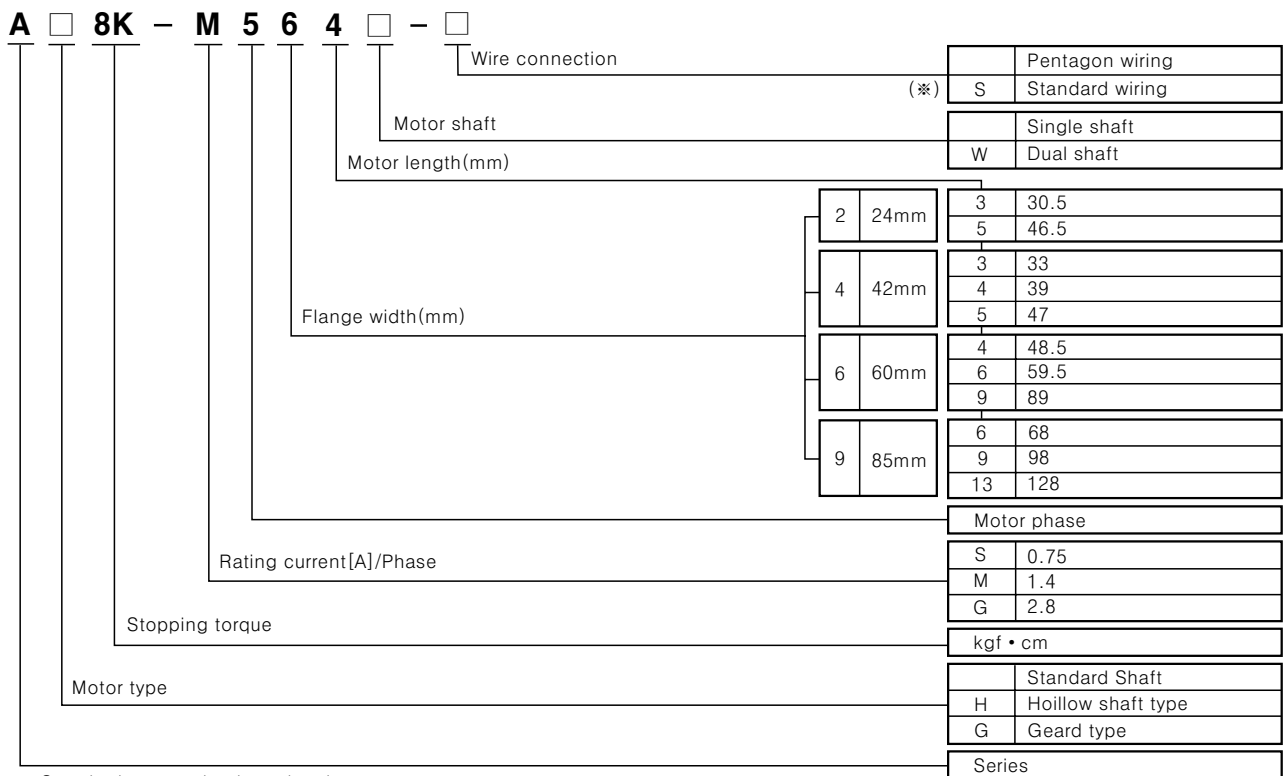 A □ 8K - M 5 6 4 □ - □
Wire connection
Pentagon wiring
(※) S Standard wiring
Motor shaft
Single shaft
W Dual shaft
Motor length(mm)
2 24mm
3 30.5
5 46.5
4 42mm
3 33
4 39
5 47
Flange width(mm)
6 60mm
4 48.5
6 59.5
9 89
9 85mm
6 68
9 98
13 128
Motor phase
Rating current[A]/Phase
S 0.75
M 1.4
G 2.8
Stopping torque
kgf • cm
Motor type
Standard Shaft
H Hoillow shaft type
G Geard type
Series